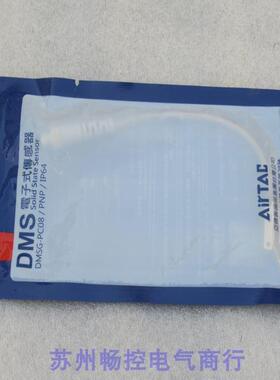 DMS 電子式傳感器
Solid State Sensor
DMSG-PC08 / PNP / IP64
AirTAC
苏州畅控电气商行